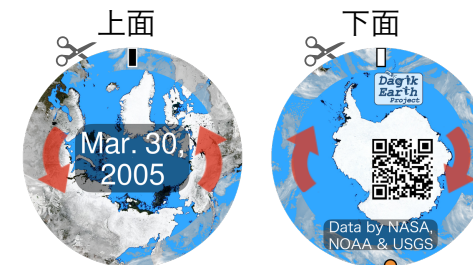 上面
下面
Mar. 30,
2005
Dagik
Earth
Project
Data by NASA,
NOAA & USGS